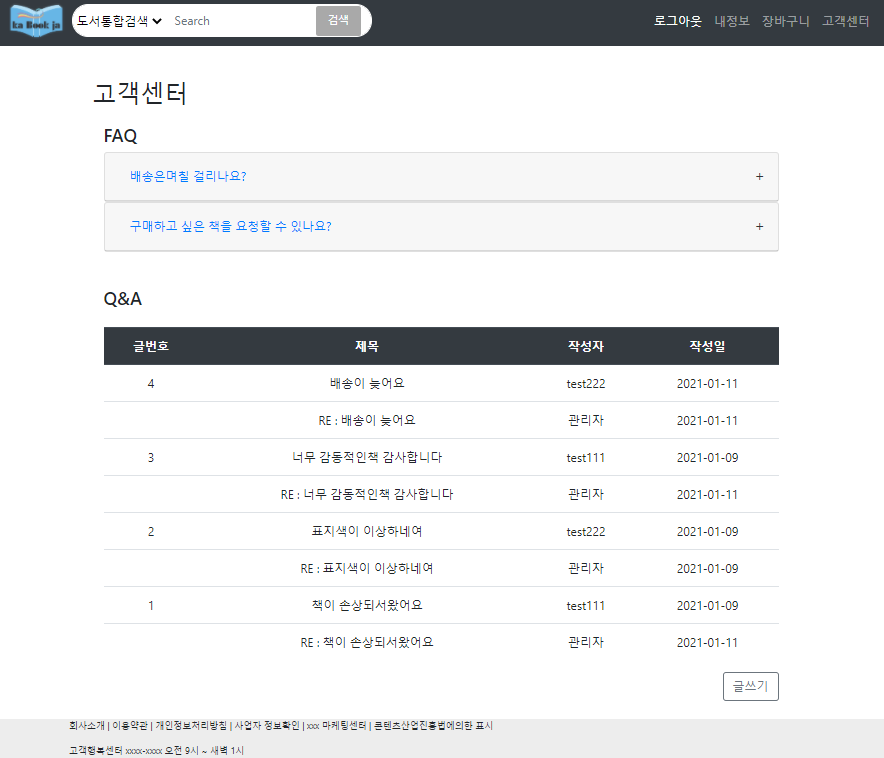 ka Book ja 도서통합검색 Search 검색 로그아웃 내정보 장바구니 고객센터
고객센터
FAQ
배송은며칠 걸리나요? +
구매하고 싶은 책을 요청할 수 있나요? +
Q&A
글번호 제목 작성자 작성일
4 배송이 늦어요 test222 2021-01-11
RE : 배송이 늦어요 관리자 2021-01-11
3 너무 감동적인책 감사합니다 test111 2021-01-09
RE : 너무 감동적인책 감사합니다 관리자 2021-01-11
2 표지색이 이상하네여 test222 2021-01-09
RE : 표지색이 이상하네여 관리자 2021-01-09
1 책이 손상되서왔어요 test111 2021-01-09
RE : 책이 손상되서왔어요 관리자 2021-01-11
글쓰기
회사소개 | 이용약관 | 개인정보처리방침 | 사업자 정보확인 | xxx 마케팅센터 | 콘텐츠산업진흥법에의한 표시
고객행복센터 xxxx-xxxx 오전 9시 ~ 새벽 1시